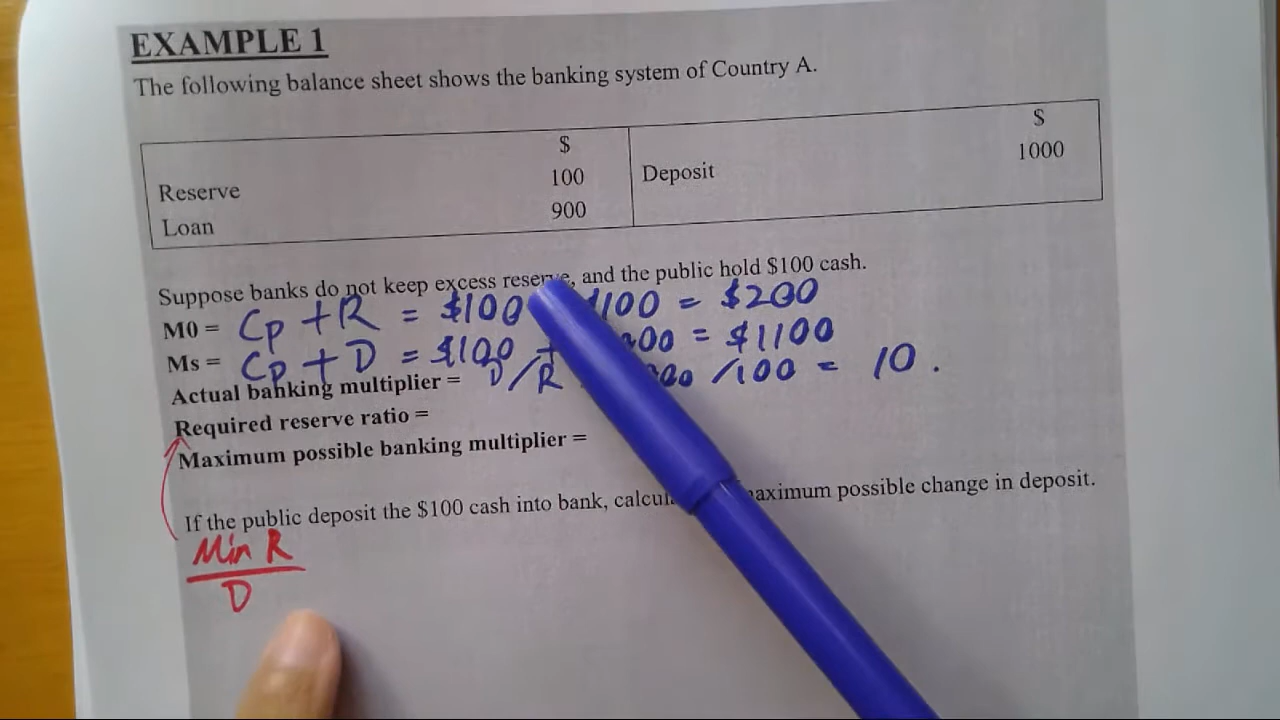 EXAMPLE 1
The following balance sheet shows the banking system of Country A.
$ $
Reserve 100 Deposit 1000
Loan 900
Suppose banks do not keep excess reserve, and the public hold $100 cash.
M0 = Cp + R = $100 $100 = $200
Ms = Cp + D = $100 + = $1100
Actual banking multiplier = D/R /100 = 10.
Required reserve ratio =
Maximum possible banking multiplier =
If the public deposit the $100 cash into bank, maximum possible change in deposit.
Min R
D